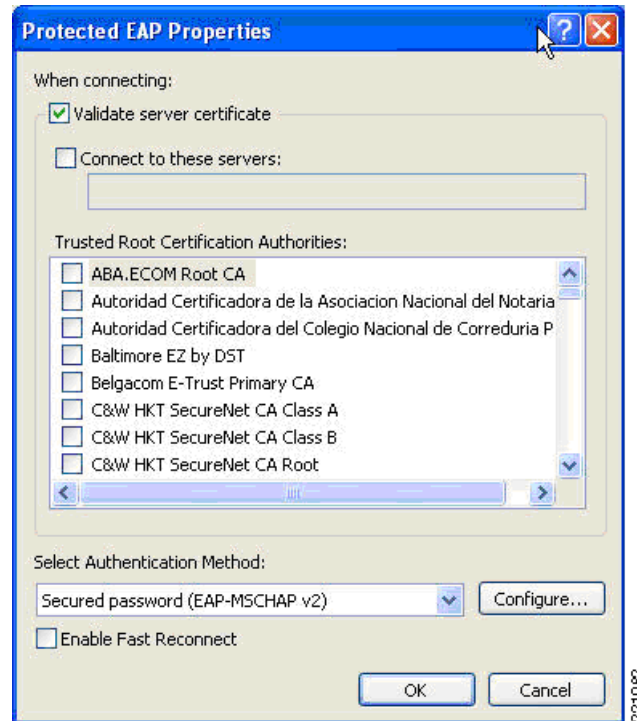 Protected EAP Properties
When connecting:
Validate server certificate
Connect to these servers:
Trusted Root Certification Authorities:
ABA.ECOM Root CA
Autoridad Certificadora de la Asociacion Nacional del Notaria
Autoridad Certificadora del Colegio Nacional de Correduria P
Baltimore EZ by DST
Belgacom E-Trust Primary CA
C&W HKT SecureNet CA Class A
C&W HKT SecureNet CA Class B
C&W HKT SecureNet CA Root
Select Authentication Method:
Secured password (EAP-MSCHAP v2)
Configure...
Enable Fast Reconnect
OK
Cancel